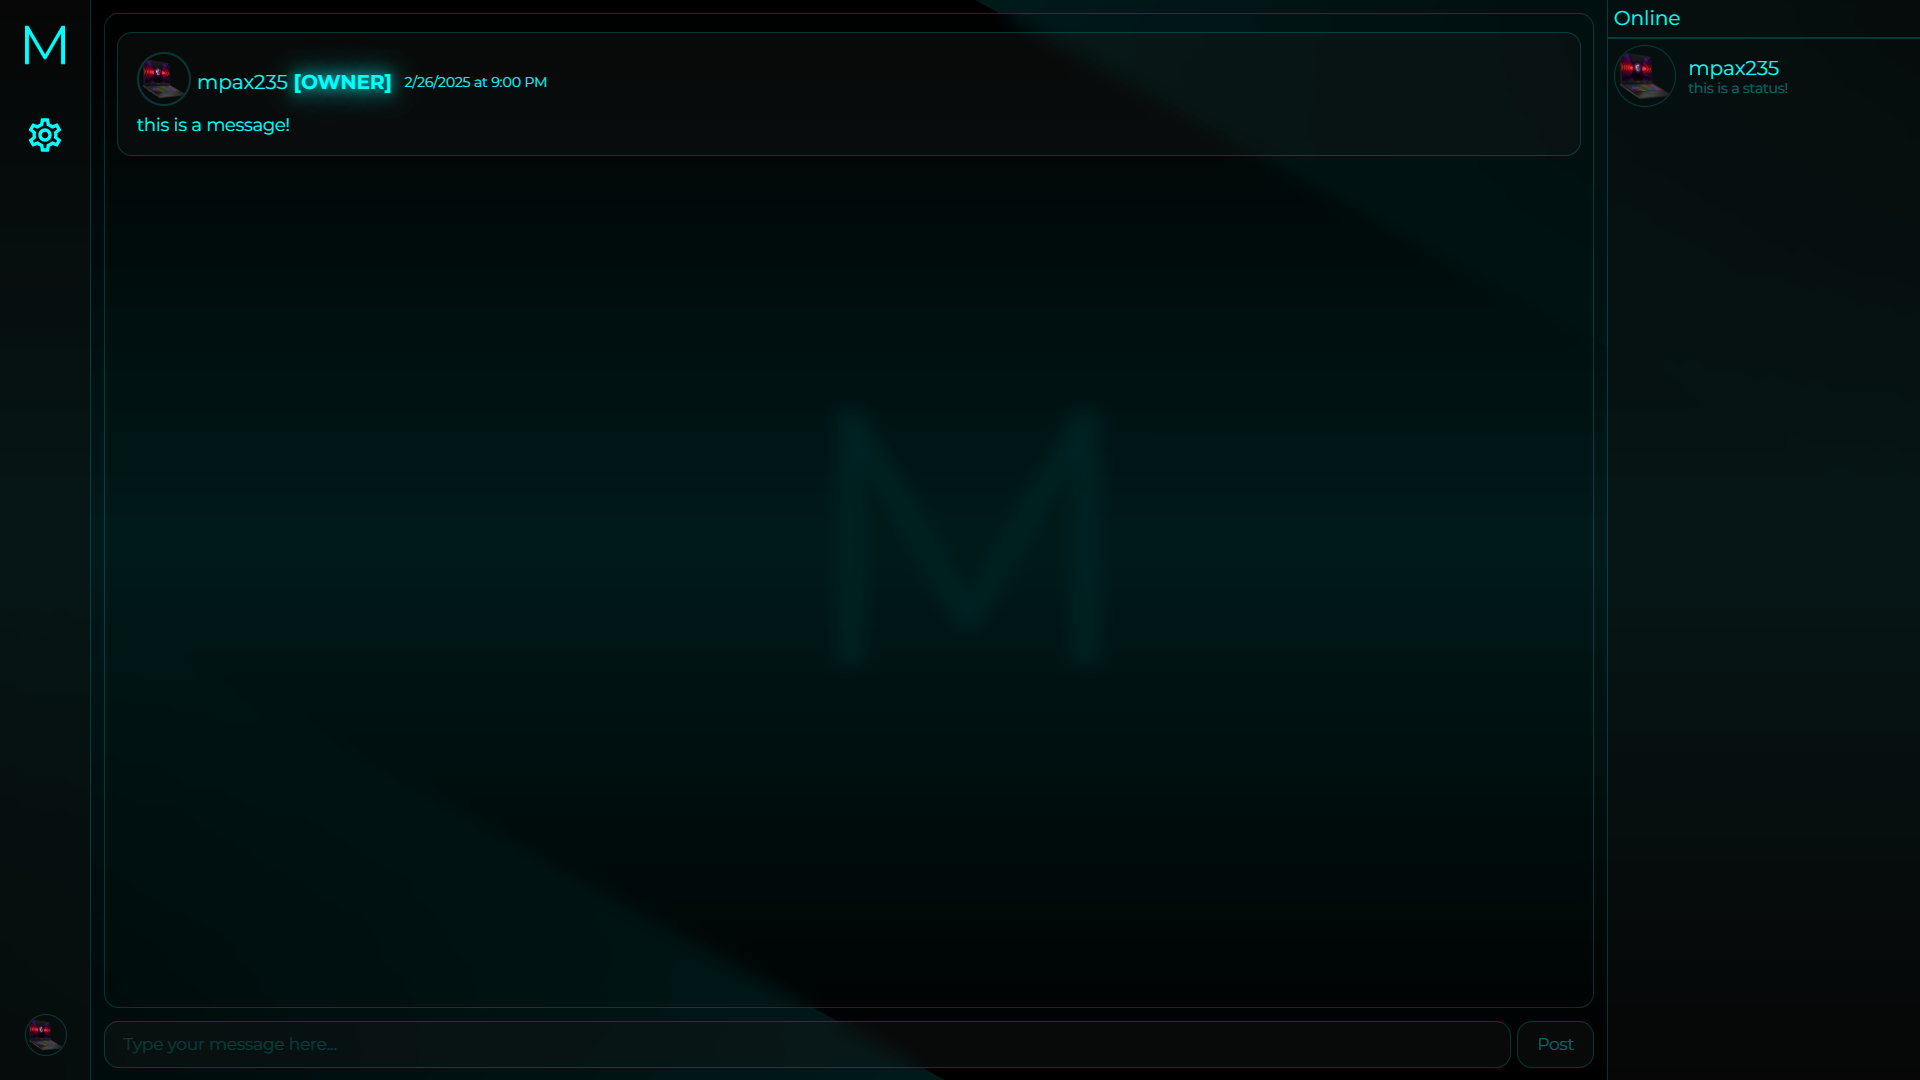 M
mpax235 [OWNER] 2/26/2025 at 9:00 PM
this is a message!
M
Type your message here...
Post
Online
mpax235
this is a status!